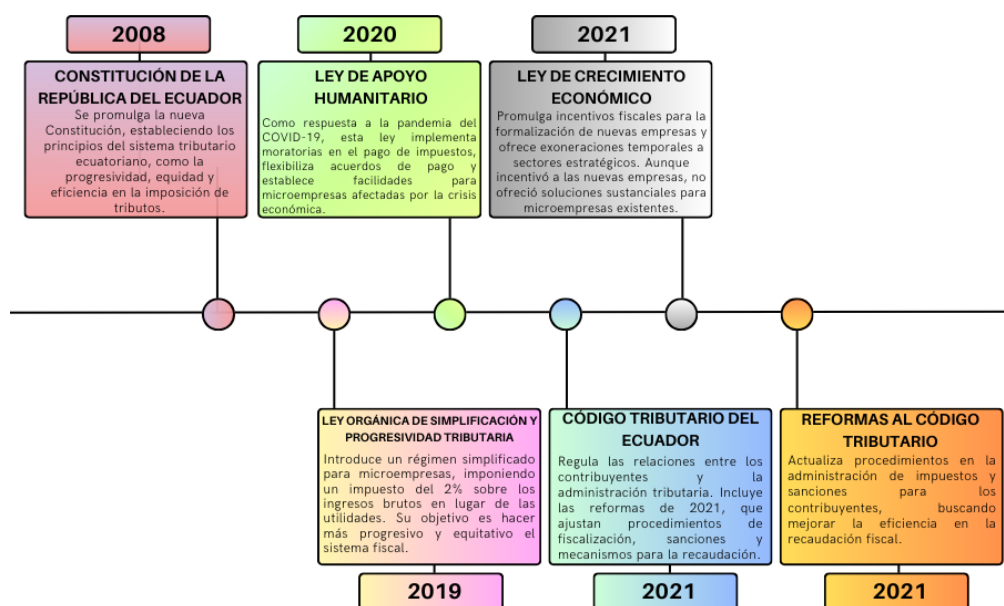 2008
CONSTITUCIÓN DE LA
REPÚBLICA DEL ECUADOR
Se promulga la nueva
Constitución, estableciendo los
principios del sistema tributario
ecuatoriano, como la
progresividad, equidad y
eficiencia en la imposición de
tributos.
2020
LEY DE APOYO
HUMANITARIO
Como respuesta a la pandemia del
COVID-19, esta ley implementa
moratorias en el pago de impuestos,
flexibiliza acuerdos de pago y
establece facilidades para
microempresas afectadas por la crisis
económica.
2021
LEY DE CRECIMIENTO
ECONÓMICO
Promulga incentivos fiscales para la
formalización de nuevas empresas y
ofrece exoneraciones temporales a
sectores estratégicos. Aunque
incentivó a las nuevas empresas, no
ofreció soluciones sustanciales para
microempresas existentes.
LEY ORGÁNICA DE SIMPLIFICACIÓN Y
PROGRESIVIDAD TRIBUTARIA
Introduce un régimen simplificado
para microempresas, imponiendo
un impuesto del 2% sobre los
ingresos brutos en lugar de las
utilidades. Su objetivo es hacer
más progresivo y equitativo el
sistema fiscal.
2019
CÓDIGO TRIBUTARIO DEL
ECUADOR
Regula las relaciones entre los
contribuyentes y la
administración tributaria. Incluye
las reformas de 2021, que
ajustan procedimientos de
fiscalización, sanciones y
mecanismos para la recaudación.
2021
REFORMAS AL CÓDIGO
TRIBUTARIO
Actualiza procedimientos en la
administración de impuestos y
sanciones para los
contribuyentes, buscando
mejorar la eficiencia en la
recaudación fiscal.
2021